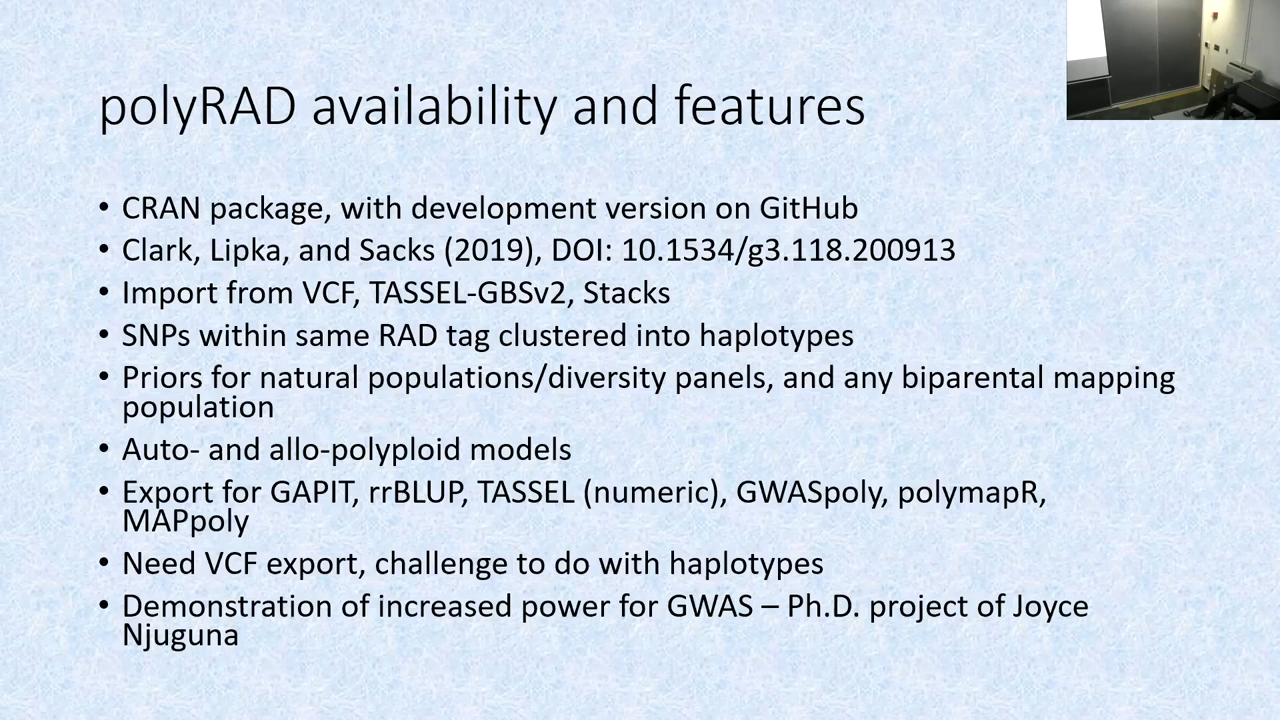 polyRAD availability and features
• CRAN package, with development version on GitHub
• Clark, Lipka, and Sacks (2019), DOI: 10.1534/g3.118.200913
• Import from VCF, TASSEL-GBSv2, Stacks
• SNPs within same RAD tag clustered into haplotypes
• Priors for natural populations/diversity panels, and any biparental mapping
population
• Auto- and allo-polyploid models
• Export for GAPIT, rrBLUP, TASSEL (numeric), GWASpoly, polymapR,
MAPpoly
• Need VCF export, challenge to do with haplotypes
• Demonstration of increased power for GWAS – Ph.D. project of Joyce
Njuguna